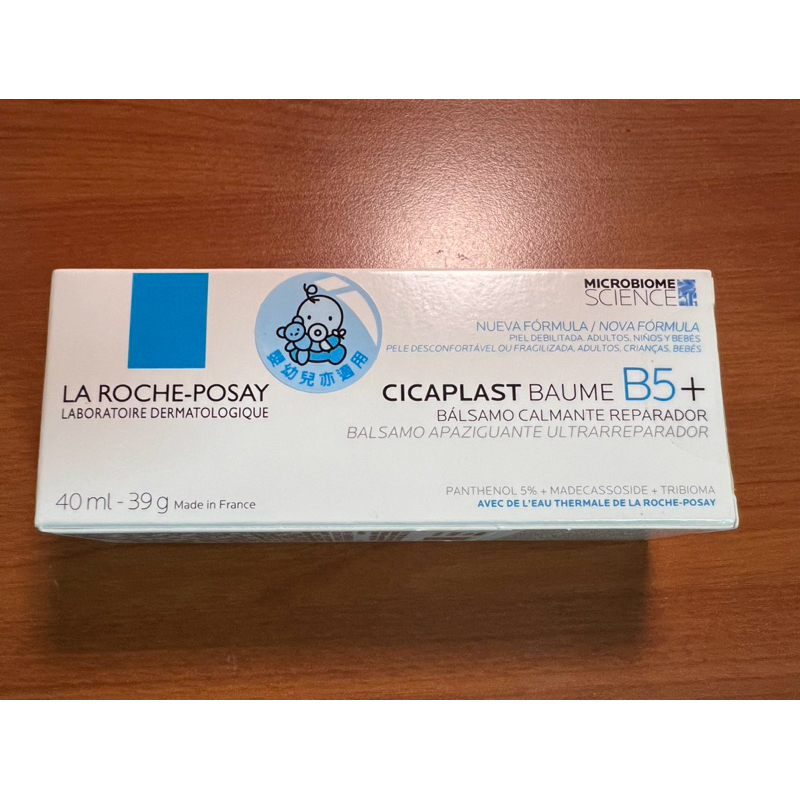 MICROBIOME
SCIENCE
NUEVA FÓRMULA / NOVA FÓRMULA
PIEL DEBILITADA. ADULTOS, NIÑOS Y BEBÉS
PELE DESCONFORTÁVEL OU FRAGILIZADA. ADULTOS, CRIANÇAS, BEBÉS
嬰幼兒亦適用
LA ROCHE-POSAY
LABORATOIRE DERMATOLOGIQUE
CICAPLAST BAUME B5+
BÁLSAMO CALMANTE REPARADOR
BALSAMO APAZIGUANTE ULTRARREPARADOR
40 ml - 39 g Made in France
PANTHENOL 5% + MADECASSOSIDE + TRIBIOMA
AVEC DE L'EAU THERMALE DE LA ROCHE-POSAY